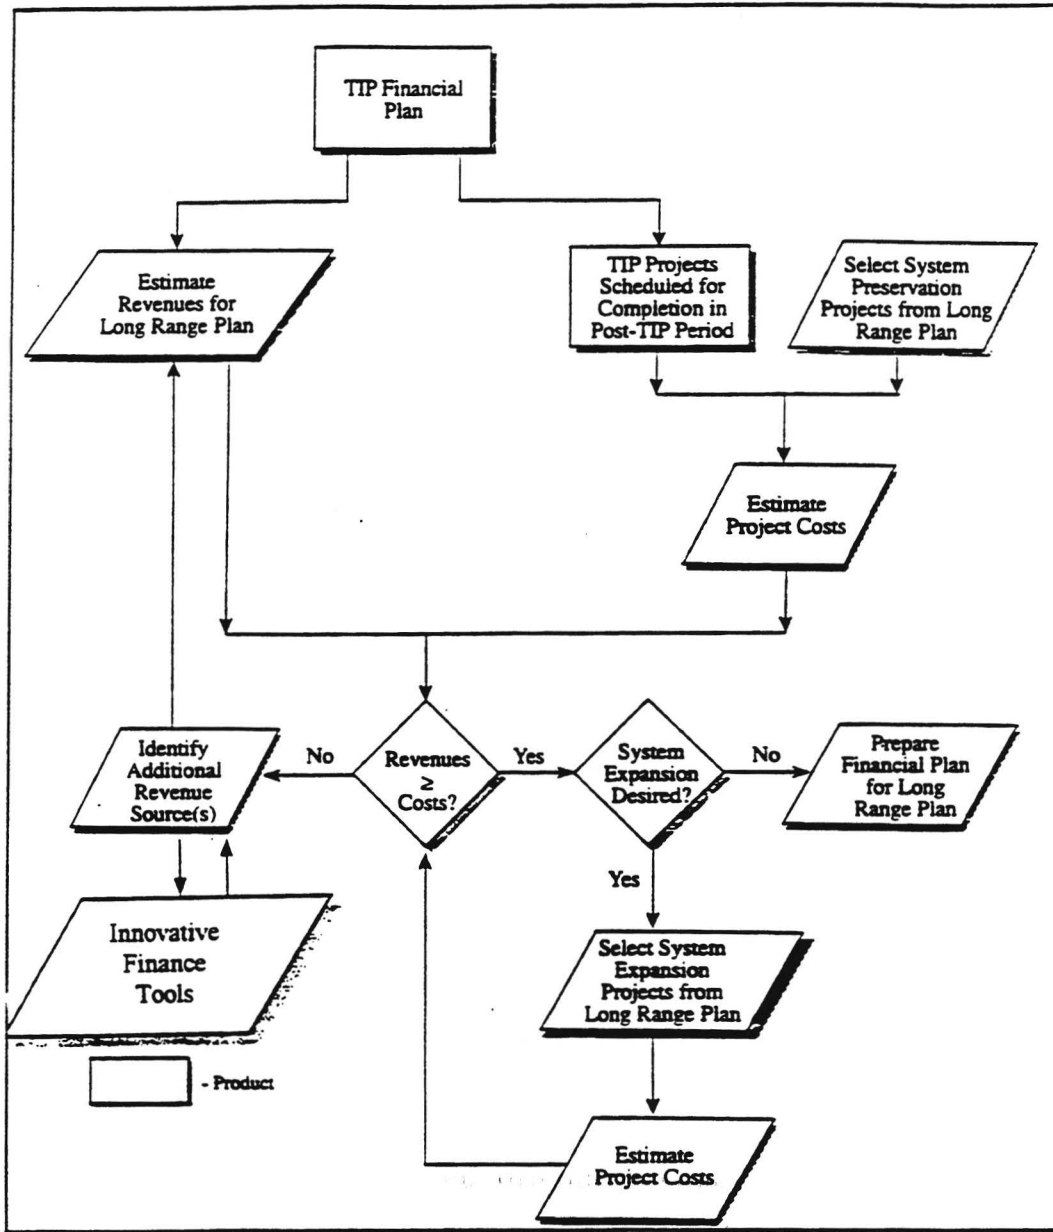 TIP Financial
Plan
Estimate
Revenues for
Long Range Plan
TIP Projects
Scheduled for
Completion in
Post-TIP Period
Select System
Preservation
Projects from Long
Range Plan
Estimate
Project Costs
Identify
Additional
Revenue
Source(s)
No
Revenues
≥
Costs?
Yes
System
Expansion
Desired?
No
Prepare
Financial Plan
for Long
Range Plan
Yes
Innovative
Finance
Tools
Select System
Expansion
Projects from
Long Range Plan
- Product
Estimate
Project Costs